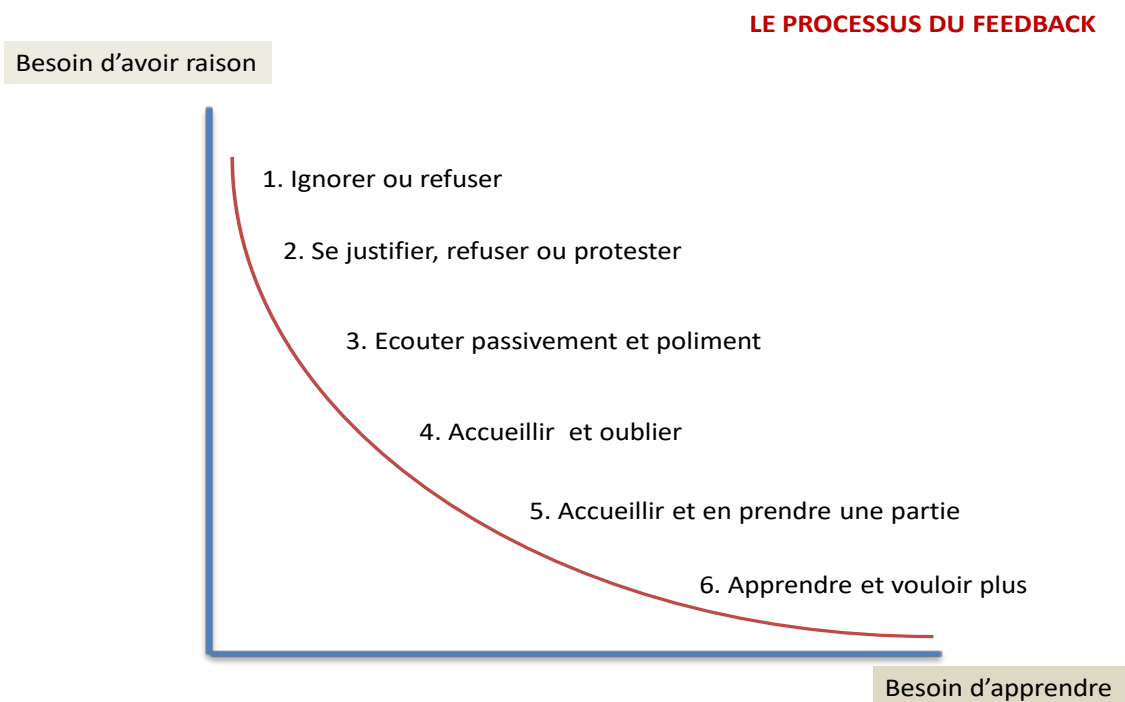 LE PROCESSUS DU FEEDBACK
Besoin d’avoir raison
1. Ignorer ou refuser
2. Se justifier, refuser ou protester
3. Ecouter passivement et poliment
4. Accueillir et oublier
5. Accueillir et en prendre une partie
6. Apprendre et vouloir plus
Besoin d’apprendre